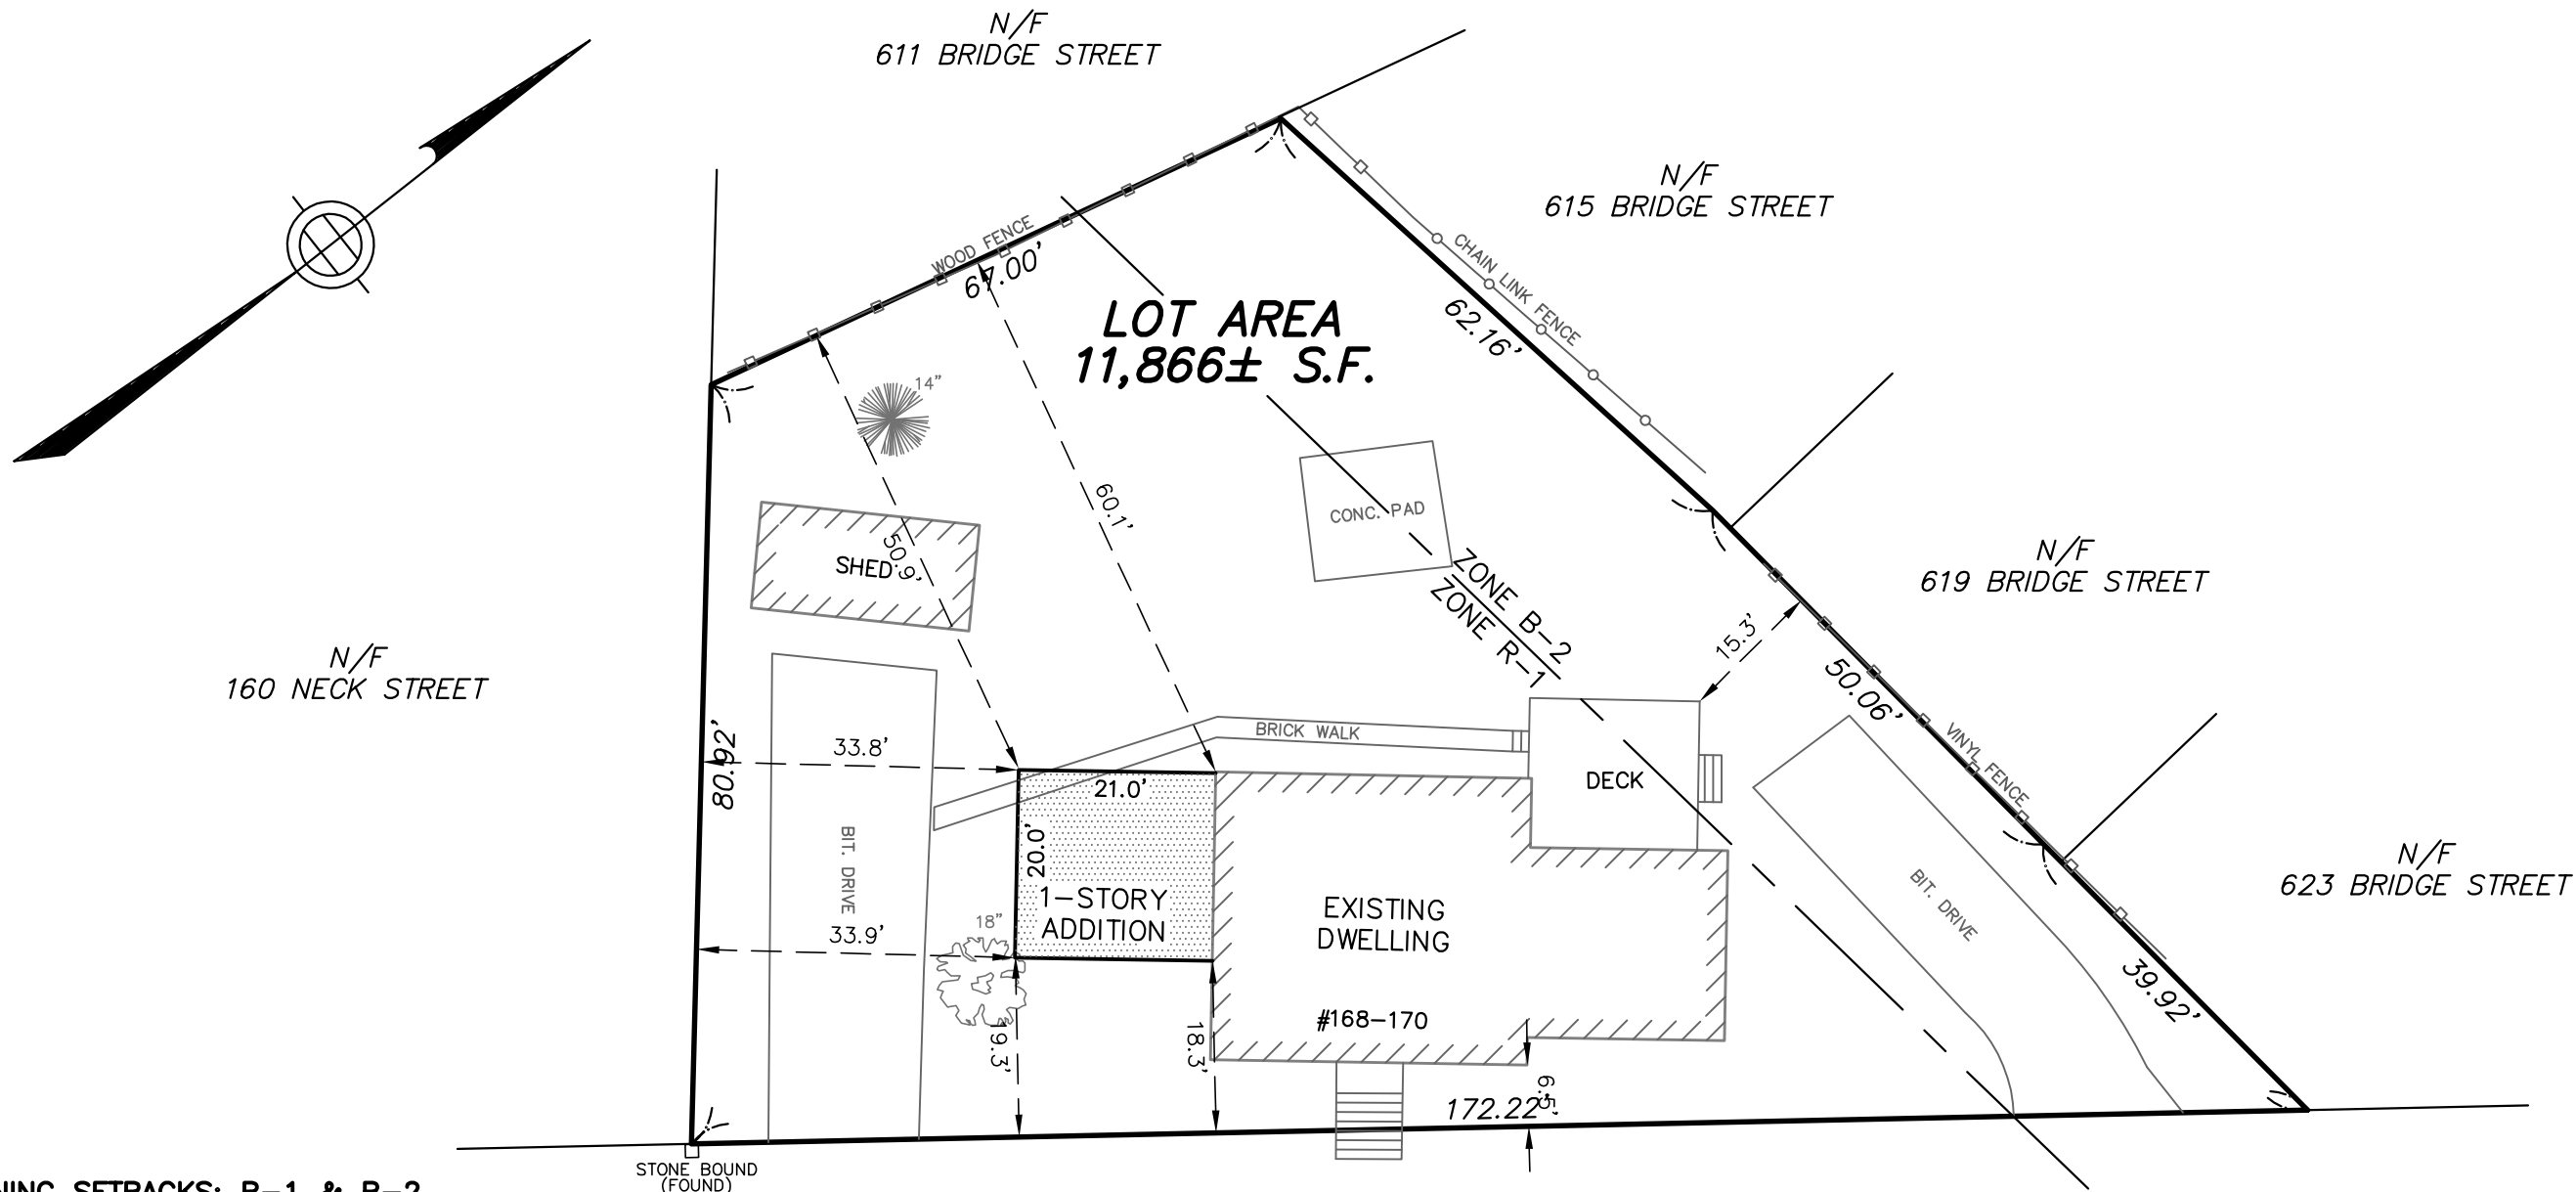 N/F
611 BRIDGE STREET
N/F
615 BRIDGE STREET
WOOD FENCE
67.00'
CHAIN LINK FENCE
62.16'
LOT AREA
11,866± S.F.
14"
60.1'
CONC. PAD
50.9'
SHED
ZONE B-2
ZONE R-1
N/F
619 BRIDGE STREET
15.3'
50.06'
N/F
160 NECK STREET
80.92'
33.8'
BRICK WALK
DECK
VINYL FENCE
21.0'
20.0'
BIT. DRIVE
1-STORY
ADDITION
18"
33.9'
EXISTING
DWELLING
#168-170
BIT. DRIVE
N/F
623 BRIDGE STREET
39.92'
19.3'
18.3'
6.5'
172.22'
STONE BOUND
(FOUND)